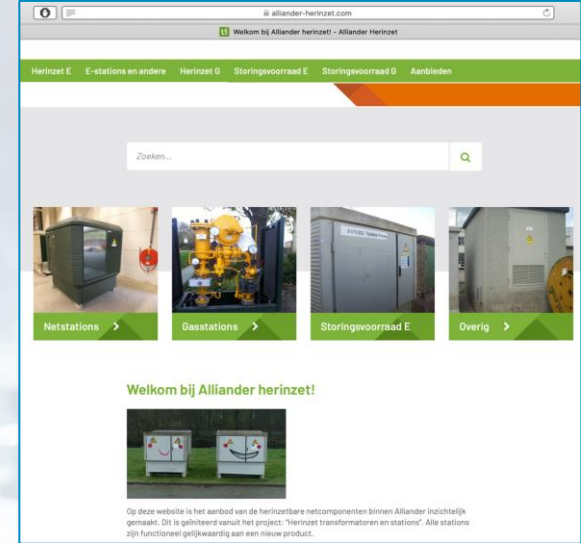 alliander-herinzet.com
Welkom bij Alliander herinzet! - Alliander Herinzet
Herinzet E E-stations en andere Herinzet G Storingsvoorraad E Storingsvoorraad G Aanbieden
Zoeken...
Netstations Gasstations Storingsvoorraad E Overig
Welkom bij Alliander herinzet!
Op deze website is het aanbod van de herinzetbare netcomponenten binnen Alliander inzichtelijk
gemaakt. Dit is geïniteerd vanuit het project: "Herinzet transformatoren en stations". Alle stations
zijn functioneel gelijkwaardig aan een nieuw product.